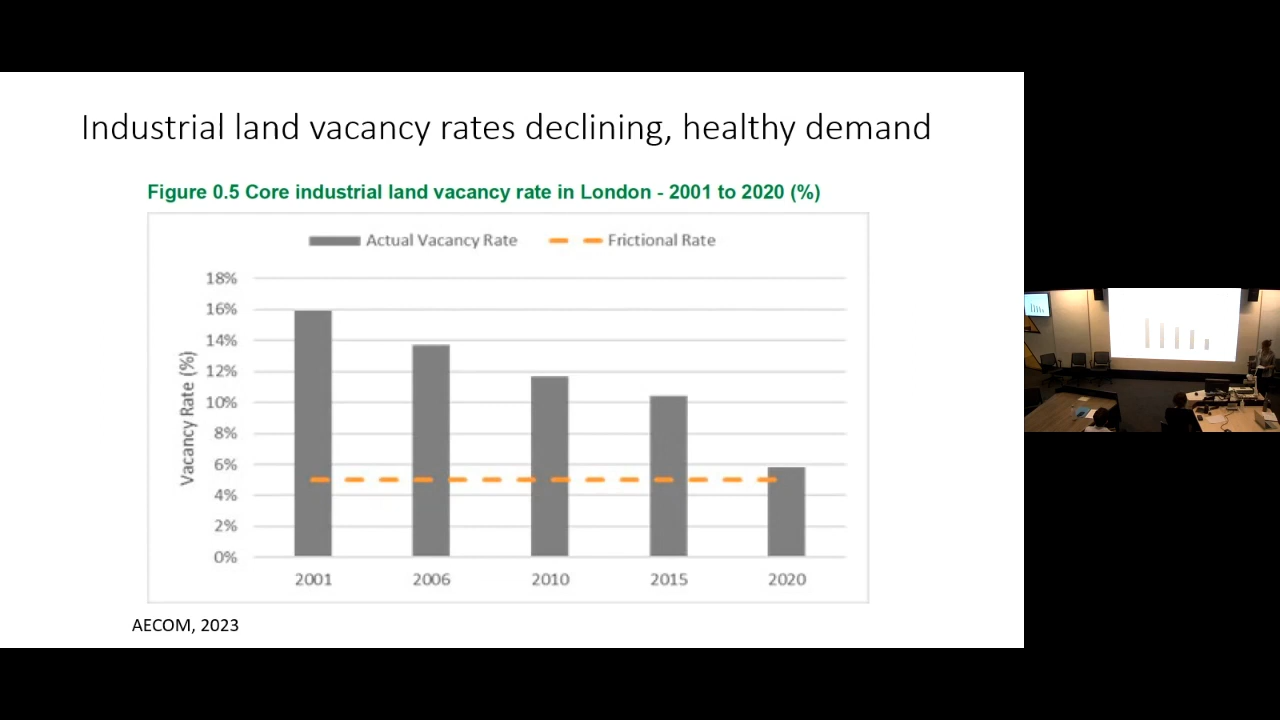 Industrial land vacancy rates declining, healthy demand
Figure 0.5 Core industrial land vacancy rate in London - 2001 to 2020 (%)
Actual Vacancy Rate
Frictional Rate
Vacancy Rate (%)
18%
16%
14%
12%
10%
8%
6%
4%
2%
0%
2001
2006
2010
2015
2020
AECOM, 2023